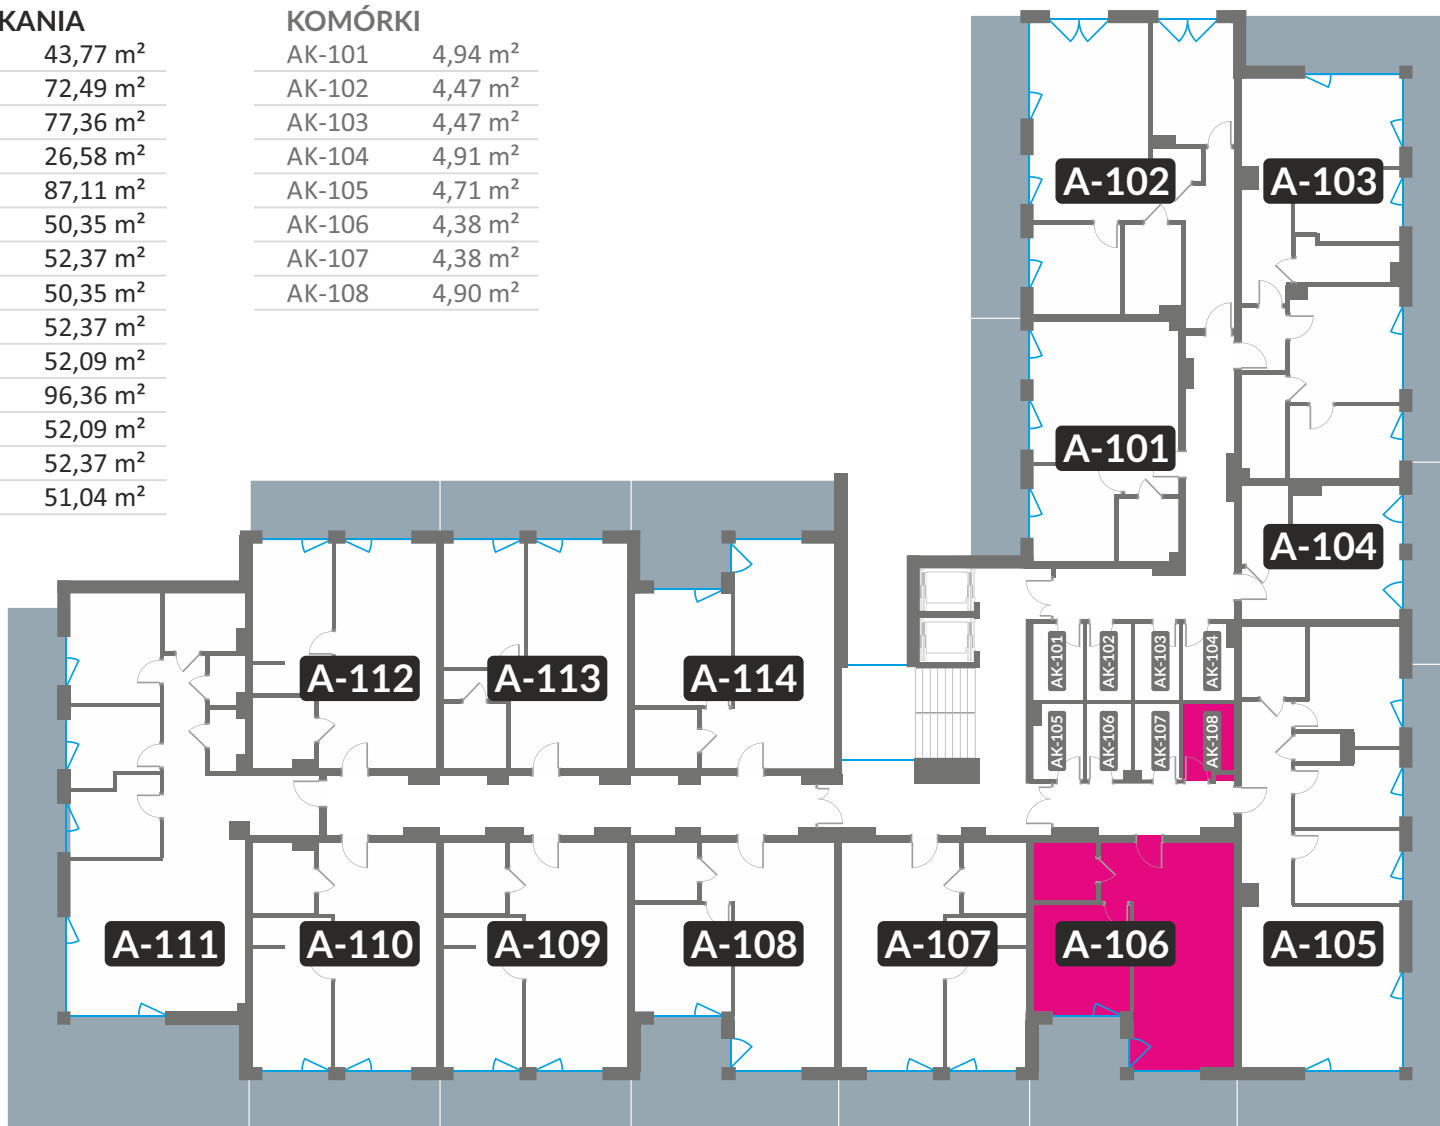 KANIA
43,77 m²
72,49 m²
77,36 m²
26,58 m²
87,11 m²
50,35 m²
52,37 m²
50,35 m²
52,37 m²
52,09 m²
96,36 m²
52,09 m²
52,37 m²
51,04 m²
KOMÓRKI
AK-101 4,94 m²
AK-102 4,47 m²
AK-103 4,47 m²
AK-104 4,91 m²
AK-105 4,71 m²
AK-106 4,38 m²
AK-107 4,38 m²
AK-108 4,90 m²
A-102
A-103
A-101
A-104
AK-101
AK-102
AK-103
AK-104
A-112
A-113
A-114
AK-105
AK-106
AK-107
AK-108
A-111
A-110
A-109
A-108
A-107
A-106
A-105